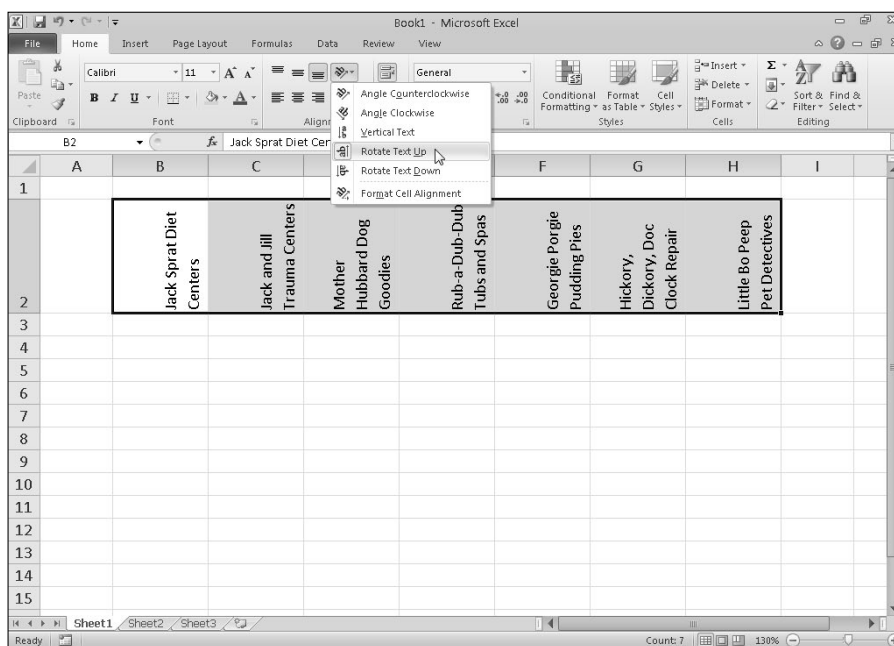 Book1 - Microsoft Excel
File Home Insert Page Layout Formulas Data Review View
Calibri 11 A A General
Paste B I U A .00 .0 Conditional Formatting Format as Table Cell Styles Insert Delete Format Σ Sort & Filter Find & Select
Clipboard Font Alignm Styles Cells Editing
Angle Counterclockwise
Angle Clockwise
Vertical Text
Rotate Text Up
Rotate Text Down
Format Cell Alignment
B2 fx Jack Sprat Diet Cen
A B C F G H I
1
2
Jack Sprat Diet
Centers
Jack and Jill
Trauma Centers
Mother
Hubbard Dog
Goodies
Rub-a-Dub-Dub
Tubs and Spas
Georgie Porgie
Pudding Pies
Hickory,
Dickory, Doc
Clock Repair
Little Bo Peep
Pet Detectives
3
4
5
6
7
8
9
10
11
12
13
14
15
Sheet1 Sheet2 Sheet3
Ready Count: 7 130%